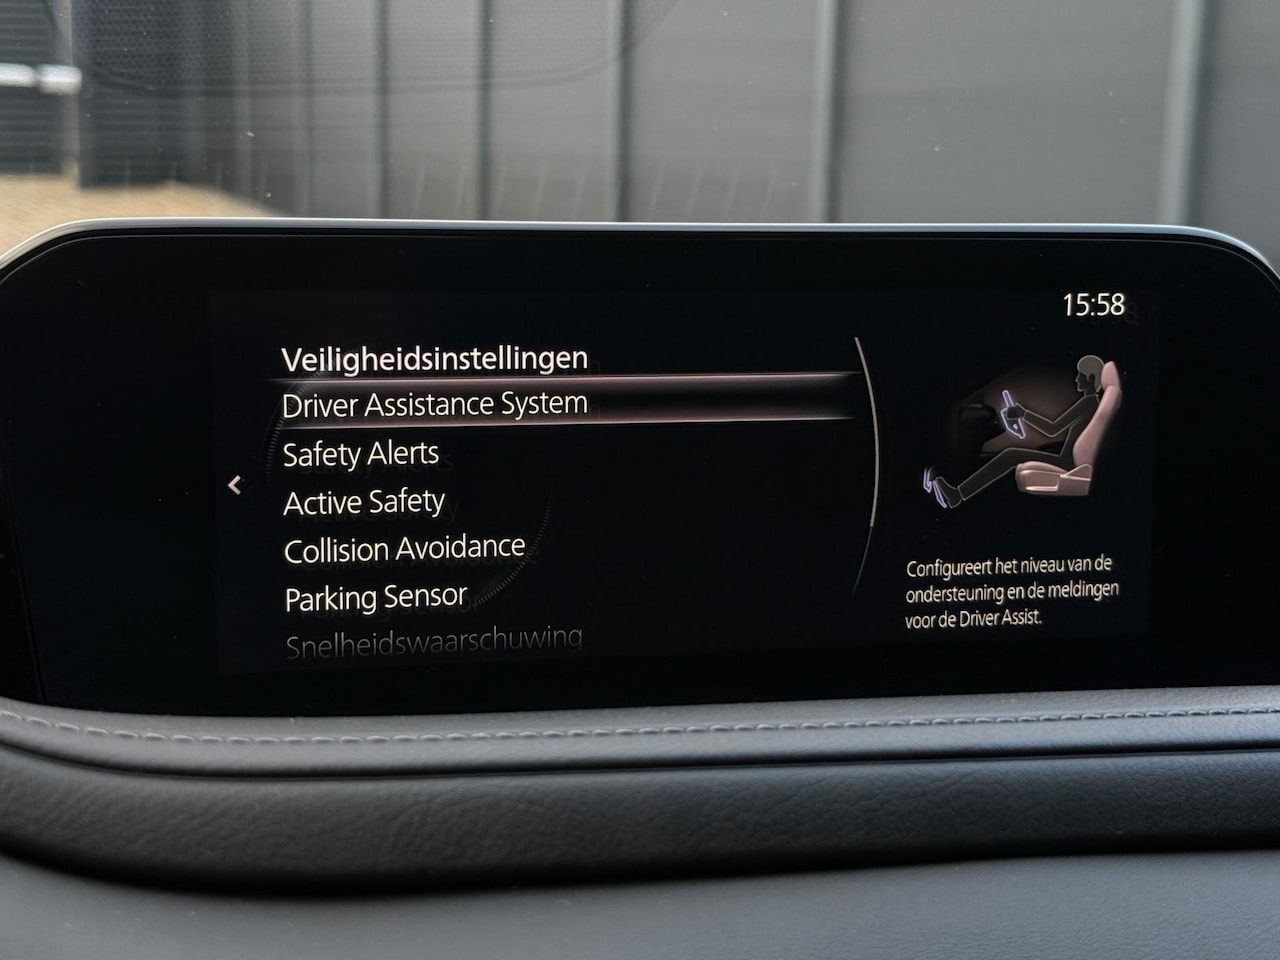 15:58
Veiligheidsinstellingen
Driver Assistance System
Safety Alerts
Active Safety
Collision Avoidance
Parking Sensor
Snelheidswaarschuwing
Configureert het niveau van de
ondersteuning en de meldingen
voor de Driver Assist.